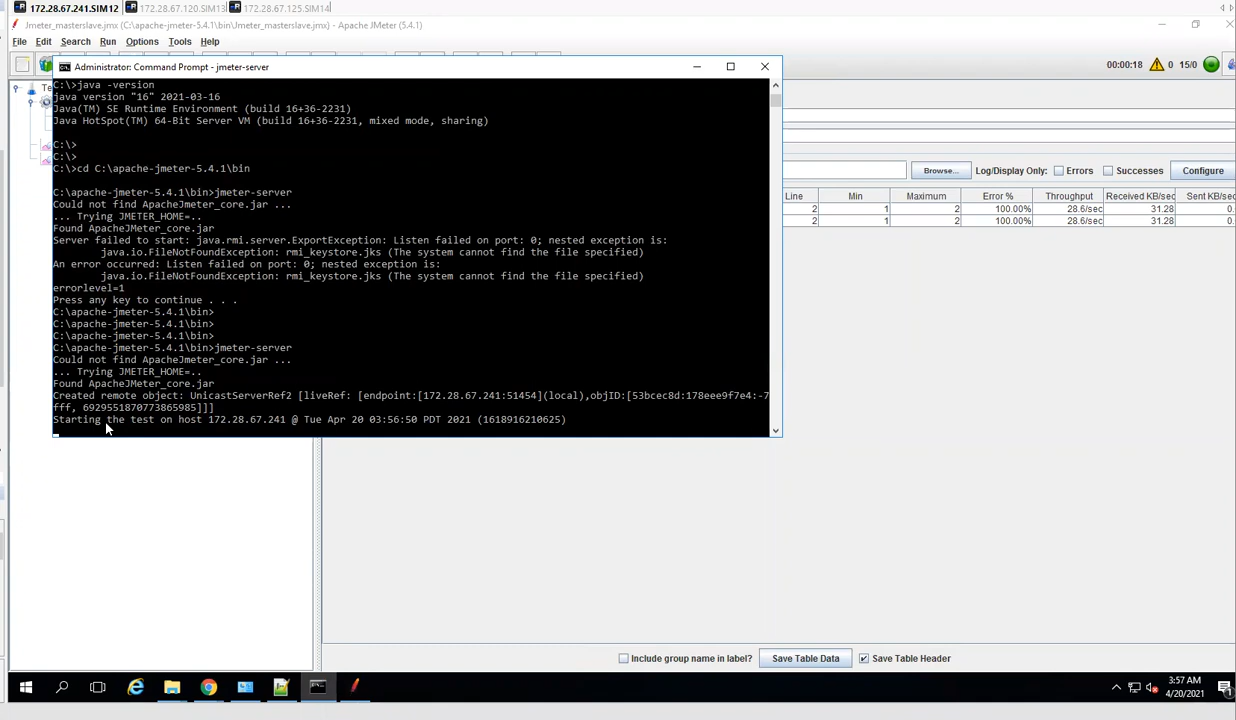 172.28.67.241.SIM12 172.28.67.120.SIM13 172.28.67.125.SIM14
Jmeter_masterslave.jmx (C:\apache-jmeter-5.4.1\bin\Jmeter_masterslave.jmx) - Apache JMeter (5.4.1)
File Edit Search Run Options Tools Help
Administrator: Command Prompt - jmeter-server
00:00:18 0 15/0
Te
C:\>java -version
java version "16" 2021-03-16
Java(TM) SE Runtime Environment (build 16+36-2231)
Java HotSpot(TM) 64-Bit Server VM (build 16+36-2231, mixed mode, sharing)
C:\>
C:\>
C:\>cd C:\apache-jmeter-5.4.1\bin
C:\apache-jmeter-5.4.1\bin>jmeter-server
Could not find ApacheJmeter_core.jar ...
... Trying JMETER_HOME=..
Found ApacheJMeter_core.jar
Server failed to start: java.rmi.server.ExportException: Listen failed on port: 0; nested exception is:
java.io.FileNotFoundException: rmi_keystore.jks (The system cannot find the file specified)
An error occurred: Listen failed on port: 0; nested exception is:
java.io.FileNotFoundException: rmi_keystore.jks (The system cannot find the file specified)
errorlevel=1
Press any key to continue . . .
C:\apache-jmeter-5.4.1\bin>
C:\apache-jmeter-5.4.1\bin>
C:\apache-jmeter-5.4.1\bin>
C:\apache-jmeter-5.4.1\bin>jmeter-server
Could not find ApacheJmeter_core.jar ...
... Trying JMETER_HOME=..
Found ApacheJMeter_core.jar
Created remote object: UnicastServerRef2 [liveRef: [endpoint:[172.28.67.241:51454](local),objID:[53bcec8d:178eee9f7e4:-7
fff, 6929551870773865985]]]
Starting the test on host 172.28.67.241 @ Tue Apr 20 03:56:50 PDT 2021 (1618916210625)
Browse... Log/Display Only: Errors Successes Configure
Line Min Maximum Error % Throughput Received KB/sec Sent KB/sec
2 1 2 100.00% 28.6/sec 31.28 0.
2 1 2 100.00% 28.6/sec 31.28 0.
Include group name in label? Save Table Data Save Table Header
3:57 AM
4/20/2021
1